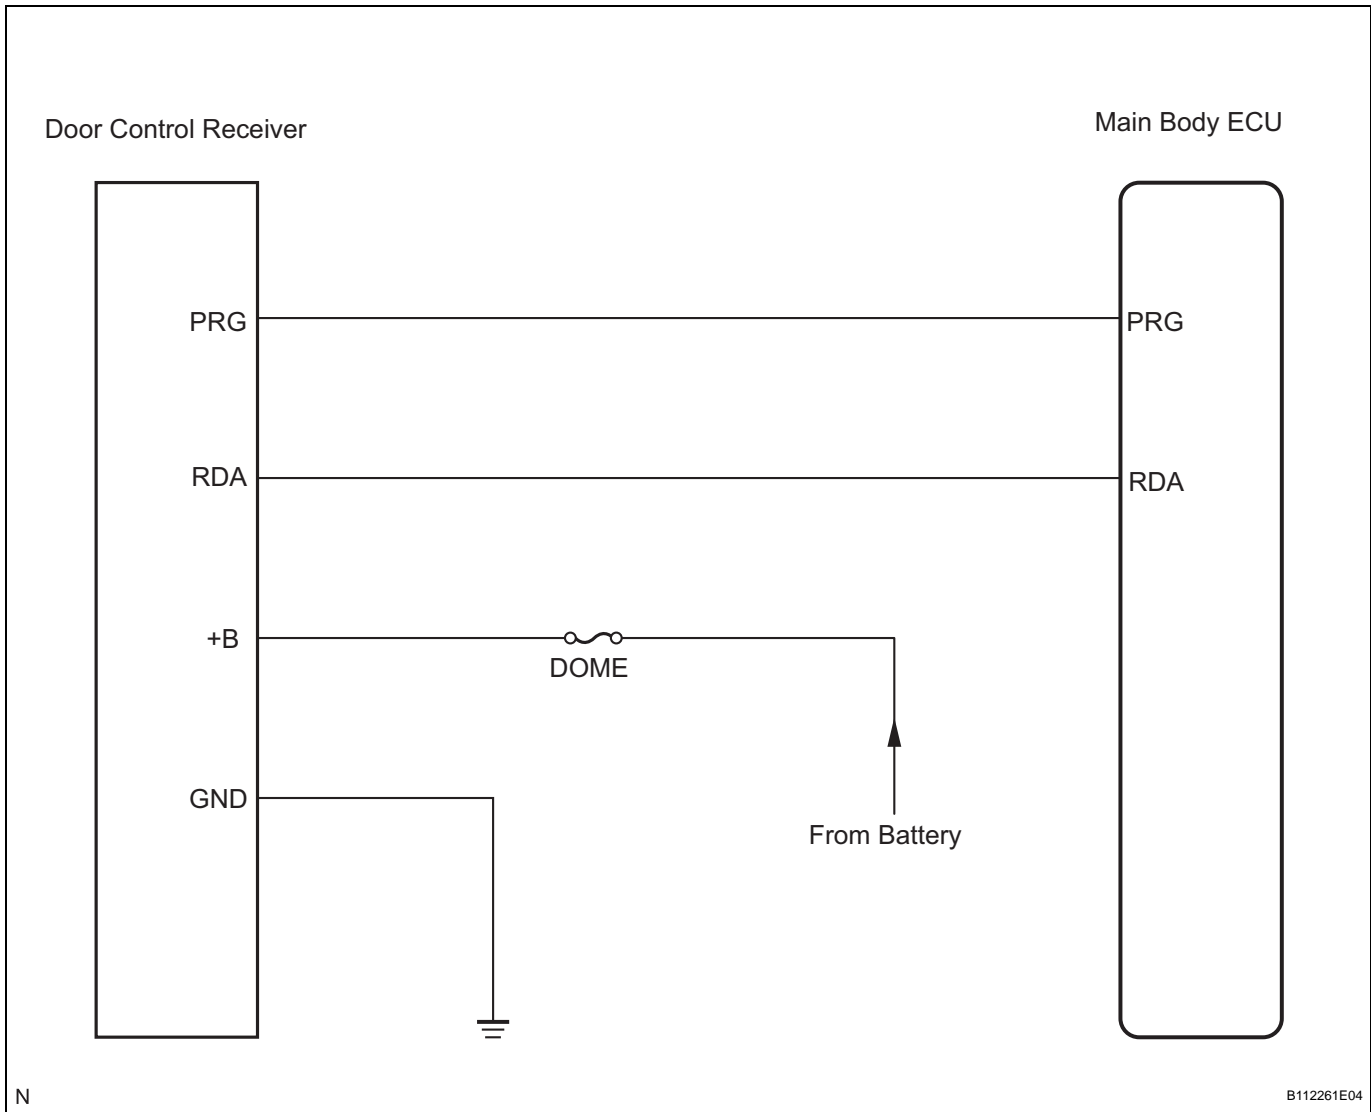 Door Control Receiver
Main Body ECU
PRG
PRG
RDA
RDA
+B
DOME
GND
From Battery
N
B112261E04